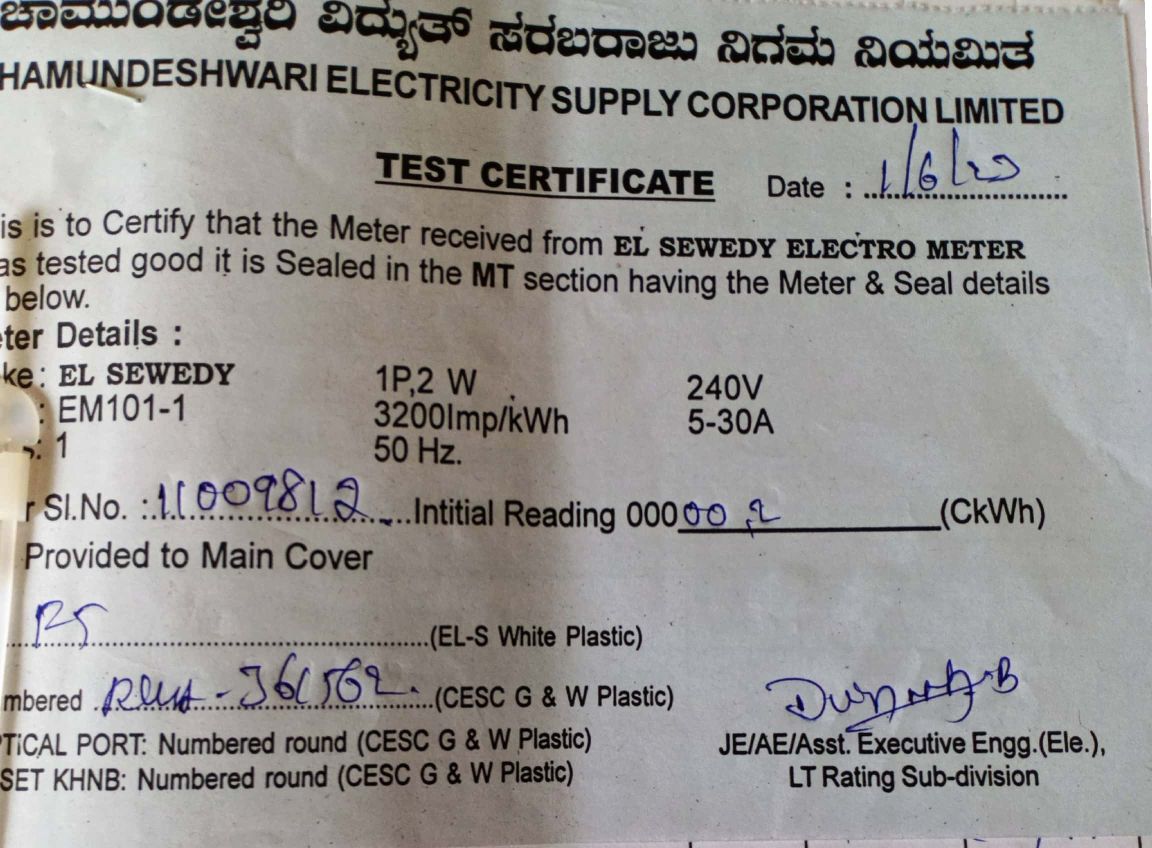 ಚಾಮುಂಡೇಶ್ವರಿ ವಿದ್ಯುತ್ ಸರಬರಾಜು ನಿಗಮ ನಿಯಮಿತ
HAMUNDESHWARI ELECTRICITY SUPPLY CORPORATION LIMITED
TEST CERTIFICATE Date : 1/6/20
is is to Certify that the Meter received from EL SEWEDY ELECTRO METER
as tested good it is Sealed in the MT section having the Meter & Seal details
below.
eter Details :
ke: EL SEWEDY 1P,2 W 240V
: EM101-1 3200Imp/kWh 5-30A
s: 1 50 Hz.
r Sl.No. : 11009812 Intitial Reading 00000.2 (CkWh)
Provided to Main Cover
(EL-S White Plastic)
mbered 361562 (CESC G & W Plastic)
TICAL PORT: Numbered round (CESC G & W Plastic)
SET KHNB: Numbered round (CESC G & W Plastic)
JE/AE/Asst. Executive Engg.(Ele.),
LT Rating Sub-division